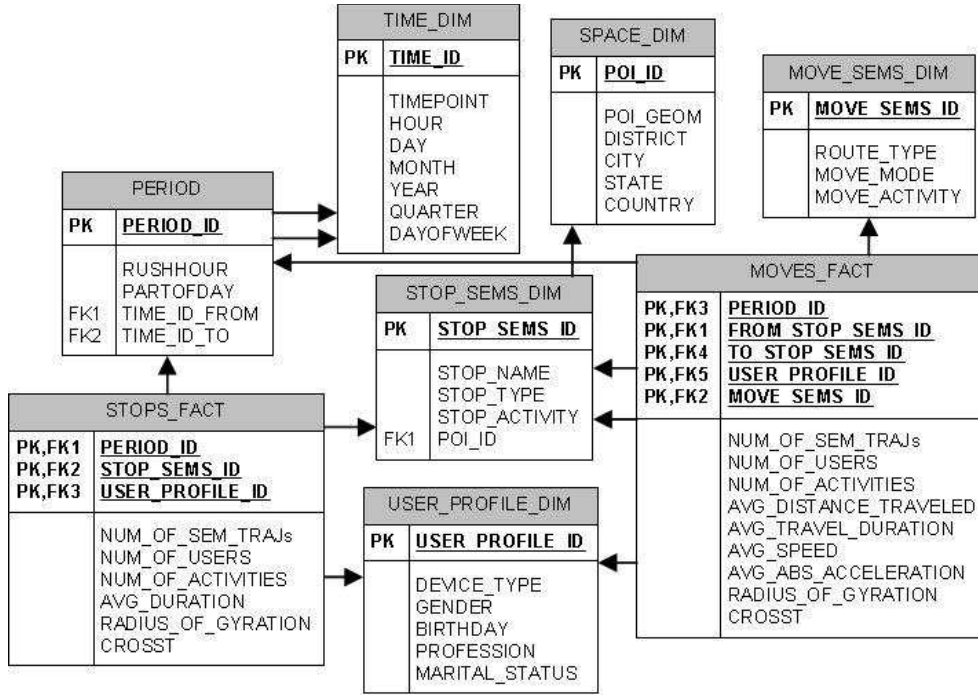 TIME_DIM
PK TIME_ID
TIMEPOINT
HOUR
DAY
MONTH
YEAR
QUARTER
DAYOFWEEK
SPACE_DIM
PK POI_ID
POI_GEOM
DISTRICT
CITY
STATE
COUNTRY
MOVE_SEMS_DIM
PK MOVE_SEMS_ID
ROUTE_TYPE
MOVE_MODE
MOVE_ACTIVITY
PERIOD
PK PERIOD_ID
RUSHHOUR
PARTOFDAY
FK1 TIME_ID_FROM
FK2 TIME_ID_TO
STOP_SEMS_DIM
PK STOP_SEMS_ID
STOP_NAME
STOP_TYPE
STOP_ACTIVITY
FK1 POI_ID
MOVES_FACT
PK,FK3 PERIOD_ID
PK,FK1 FROM_STOP_SEMS_ID
PK,FK4 TO_STOP_SEMS_ID
PK,FK5 USER_PROFILE_ID
PK,FK2 MOVE_SEMS_ID
NUM_OF_SEM_TRAJs
NUM_OF_USERS
NUM_OF_ACTIVITIES
AVG_DISTANCE_TRAVELED
AVG_TRAVEL_DURATION
AVG_SPEED
AVG_ABS_ACCELERATION
RADIUS_OF_GYRATION
CROSST
STOPS_FACT
PK,FK1 PERIOD_ID
PK,FK2 STOP_SEMS_ID
PK,FK3 USER_PROFILE_ID
NUM_OF_SEM_TRAJs
NUM_OF_USERS
NUM_OF_ACTIVITIES
AVG_DURATION
RADIUS_OF_GYRATION
CROSST
USER_PROFILE_DIM
PK USER_PROFILE_ID
DEVICE_TYPE
GENDER
BIRTHDAY
PROFESSION
MARITAL_STATUS